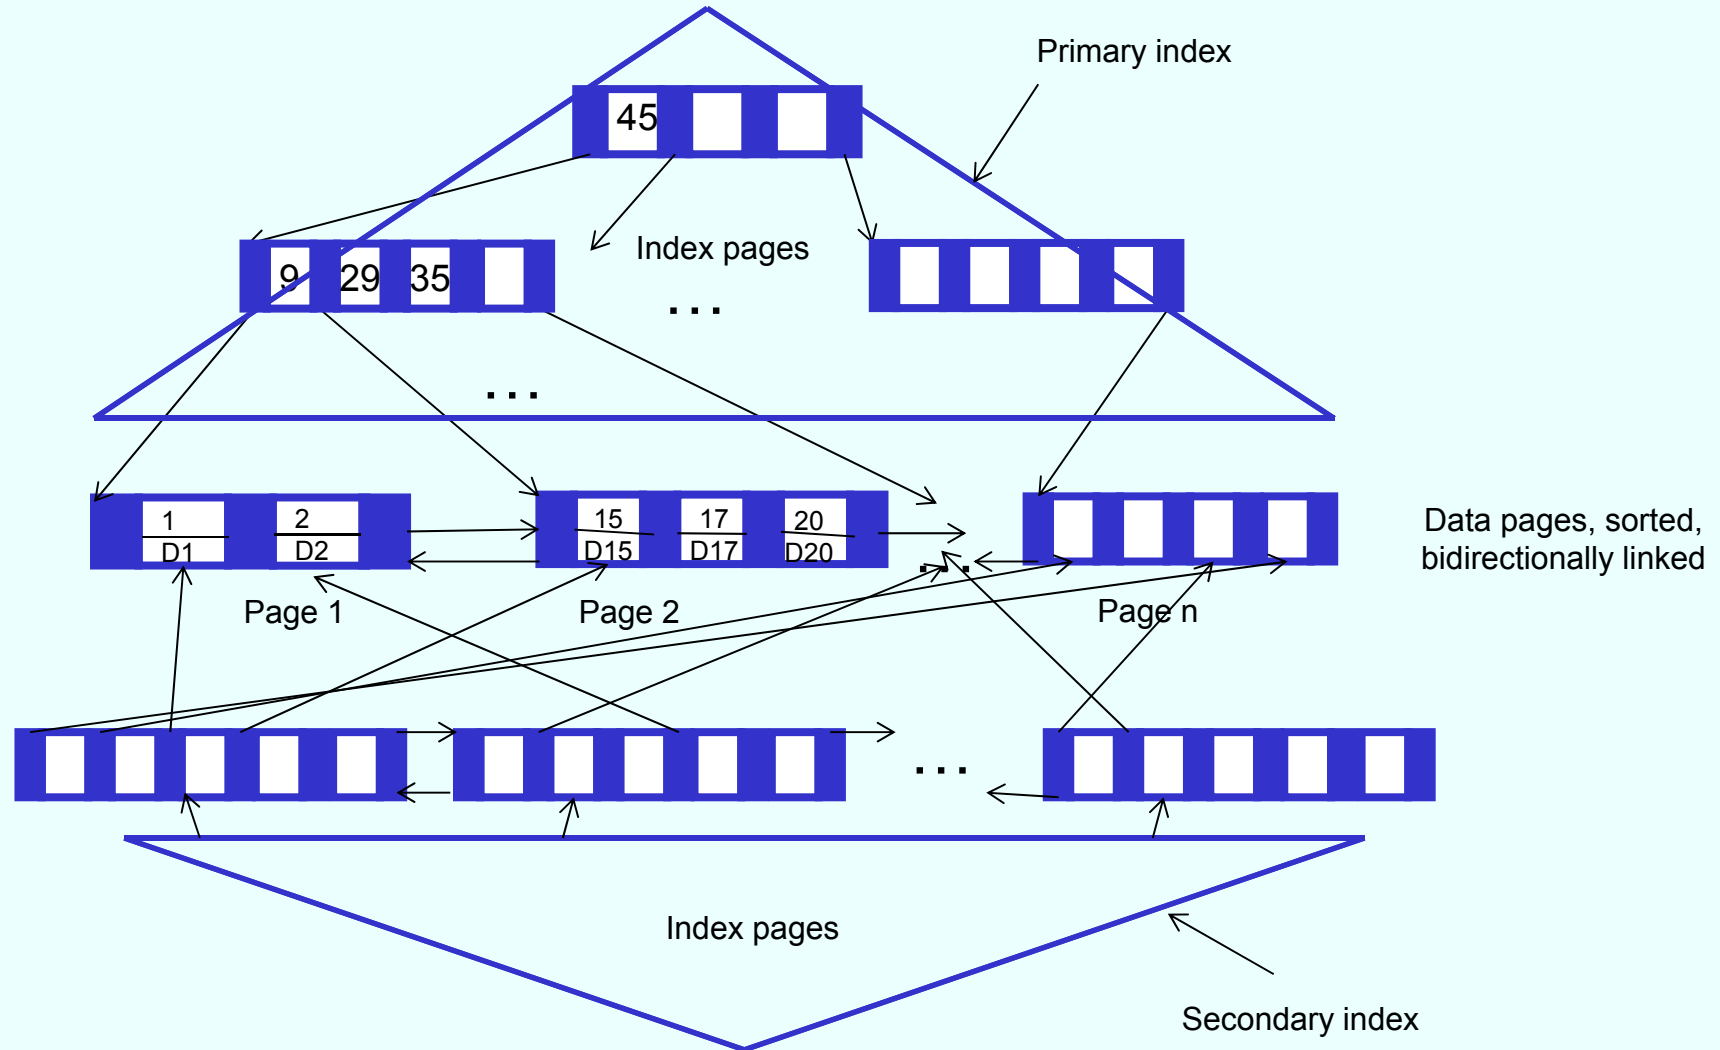 Primary index
45
Index pages
9 29 35
...
...
1 2 15 17 20
D1 D2 D15 D17 D20
...
Data pages, sorted,
bidirectionally linked
Page 1 Page 2 Page n
...
Index pages
Secondary index